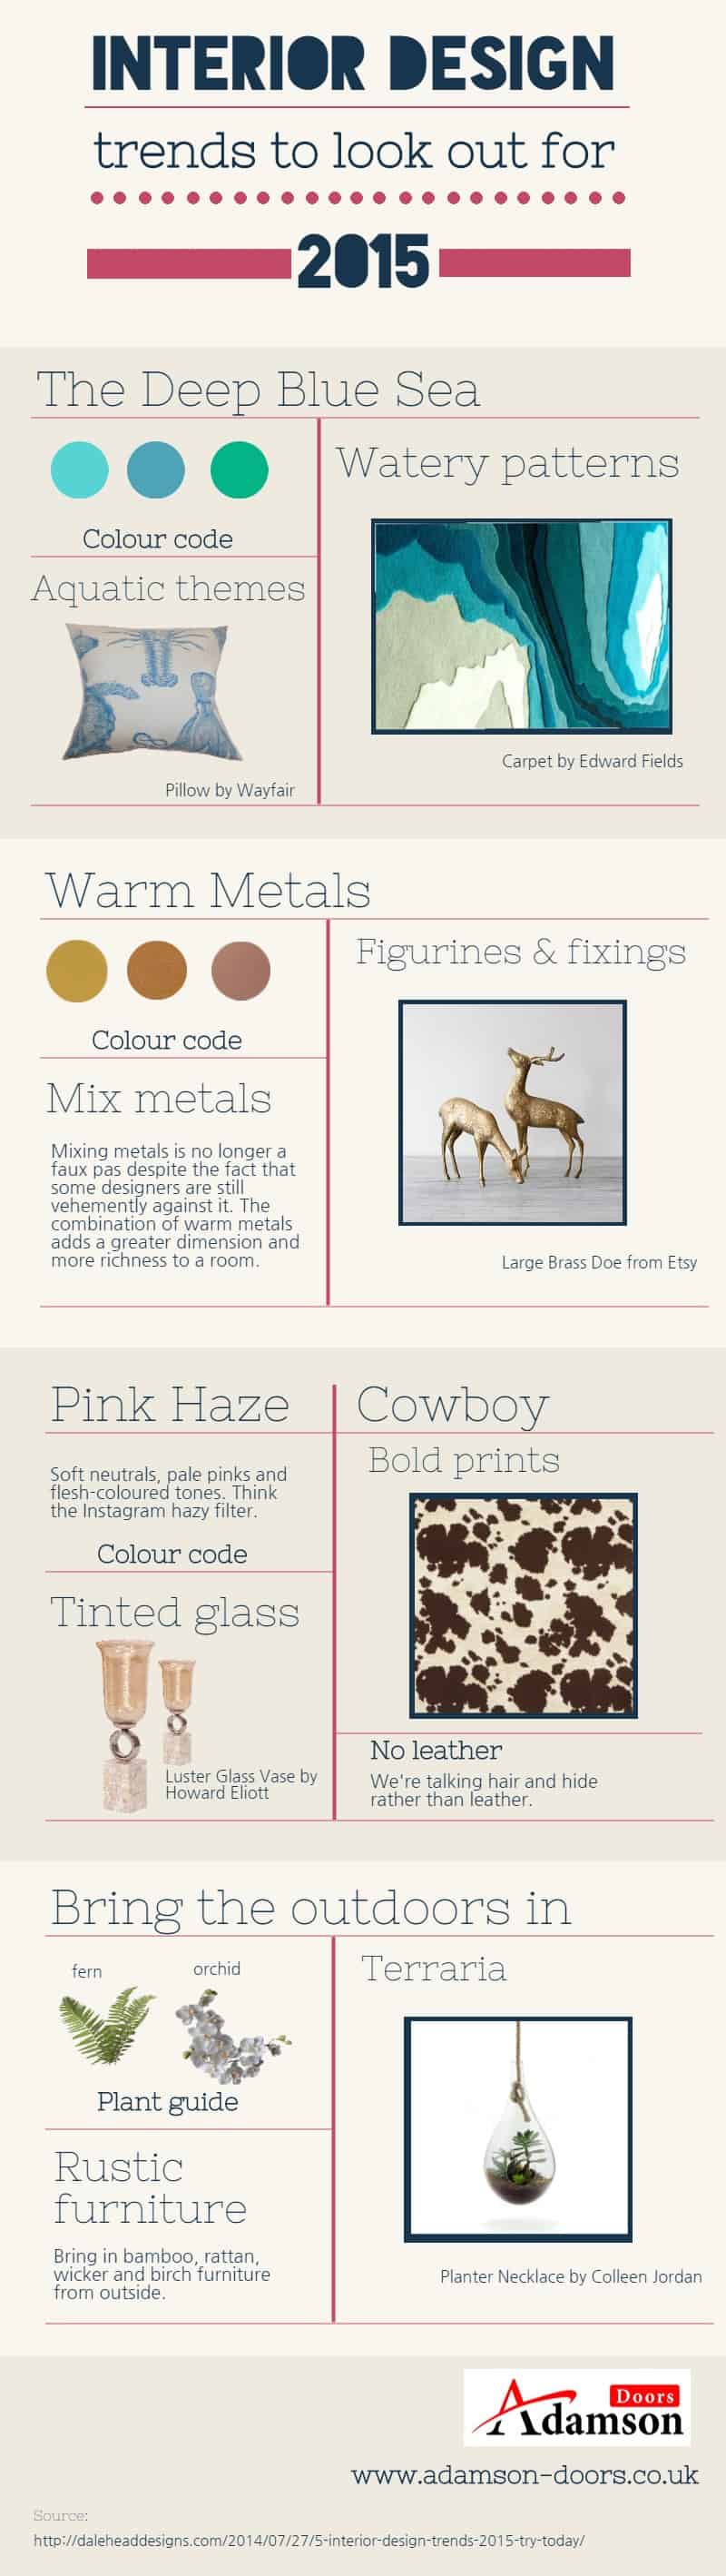 INTERIOR DESIGN
trends to look out for
2015
The Deep Blue Sea
Colour code
Aquatic themes
Pillow by Wayfair
Watery patterns
Carpet by Edward Fields
Warm Metals
Colour code
Mix metals
Mixing metals is no longer a
faux pas despite the fact that
some designers are still
vehemently against it. The
combination of warm metals
adds a greater dimension and
more richness to a room.
Figurines & fixings
Large Brass Doe from Etsy
Pink Haze
Soft neutrals, pale pinks and
flesh-coloured tones. Think
the Instagram hazy filter.
Colour code
Tinted glass
Luster Glass Vase by
Howard Eliott
Cowboy
Bold prints
No leather
We're talking hair and hide
rather than leather.
Bring the outdoors in
fern
orchid
Plant guide
Rustic
furniture
Bring in bamboo, rattan,
wicker and birch furniture
from outside.
Terraria
Planter Necklace by Colleen Jordan
Doors
Adamson
www.adamson-doors.co.uk
Source:
http://daleheaddesigns.com/2014/07/27/5-interior-design-trends-2015-try-today/